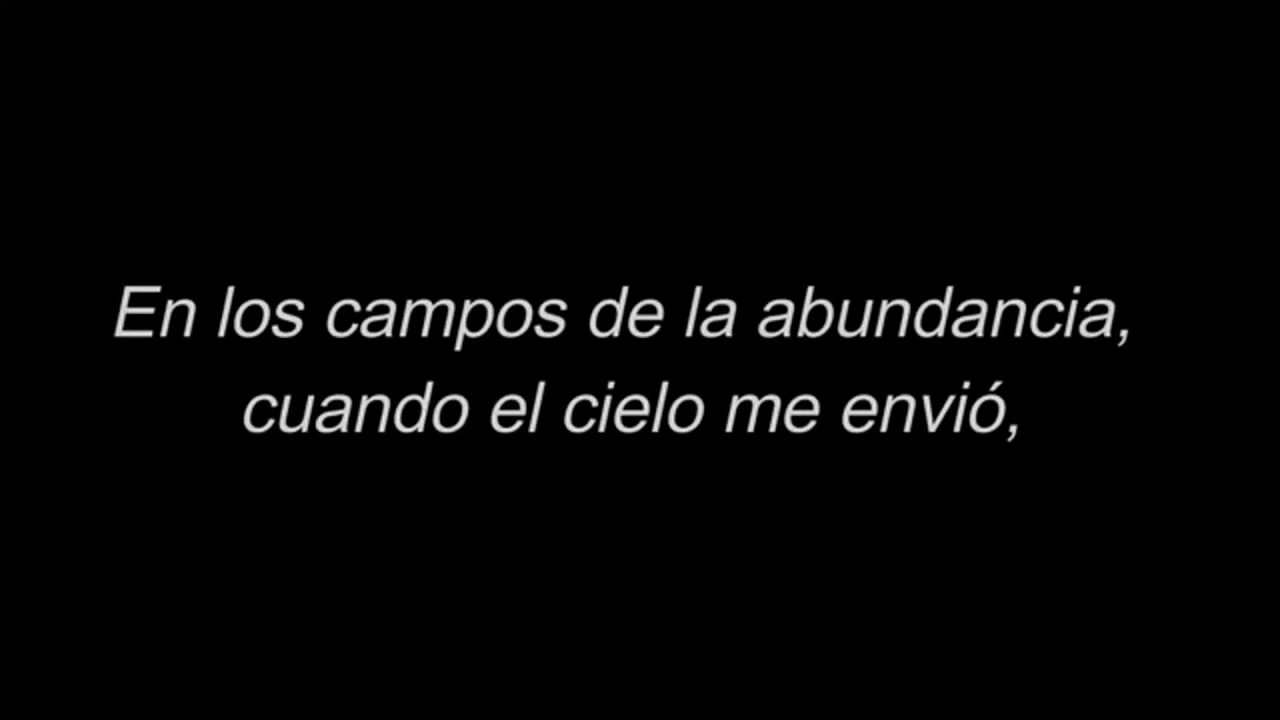 En los campos de la abundancia,
cuando el cielo me envió,